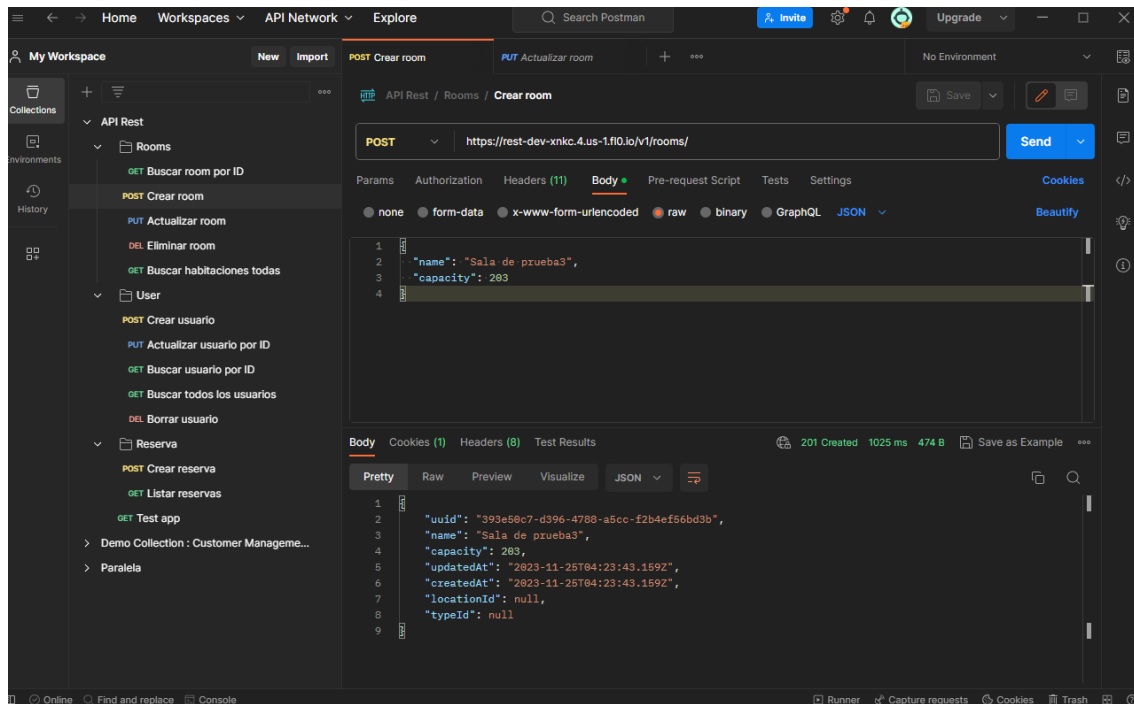 Home Workspaces API Network Explore Search Postman Invite Upgrade
My Workspace New Import POST Crear room PUT Actualizar room No Environment
Collections
Environments
History
API Rest
Rooms
GET Buscar room por ID
POST Crear room
PUT Actualizar room
DEL Eliminar room
GET Buscar habitaciones todas
User
POST Crear usuario
PUT Actualizar usuario por ID
GET Buscar usuario por ID
GET Buscar todos los usuarios
DEL Borrar usuario
Reserva
POST Crear reserva
GET Listar reservas
GET Test app
Demo Collection : Customer Manageme...
Paralela
HTTP API Rest / Rooms / Crear room Save
POST https://rest-dev-xnkc.4.us-1.fl0.io/v1/rooms/ Send
Params Authorization Headers (11) Body Pre-request Script Tests Settings Cookies
none form-data x-www-form-urlencoded raw binary GraphQL JSON Beautify
1 {
2 "name": "Sala de prueba3",
3 "capacity": 203
4 }
Body Cookies (1) Headers (8) Test Results 201 Created 1025 ms 474 B Save as Example
Pretty Raw Preview Visualize JSON
1 {
2 "uuid": "393e50c7-d396-4788-a5cc-f2b4ef56bd3b",
3 "name": "Sala de prueba3",
4 "capacity": 203,
5 "updatedAt": "2023-11-25T04:23:43.159Z",
6 "createdAt": "2023-11-25T04:23:43.159Z",
7 "locationId": null,
8 "typeId": null
9 }
Online Find and replace Console Runner Capture requests Cookies Trash